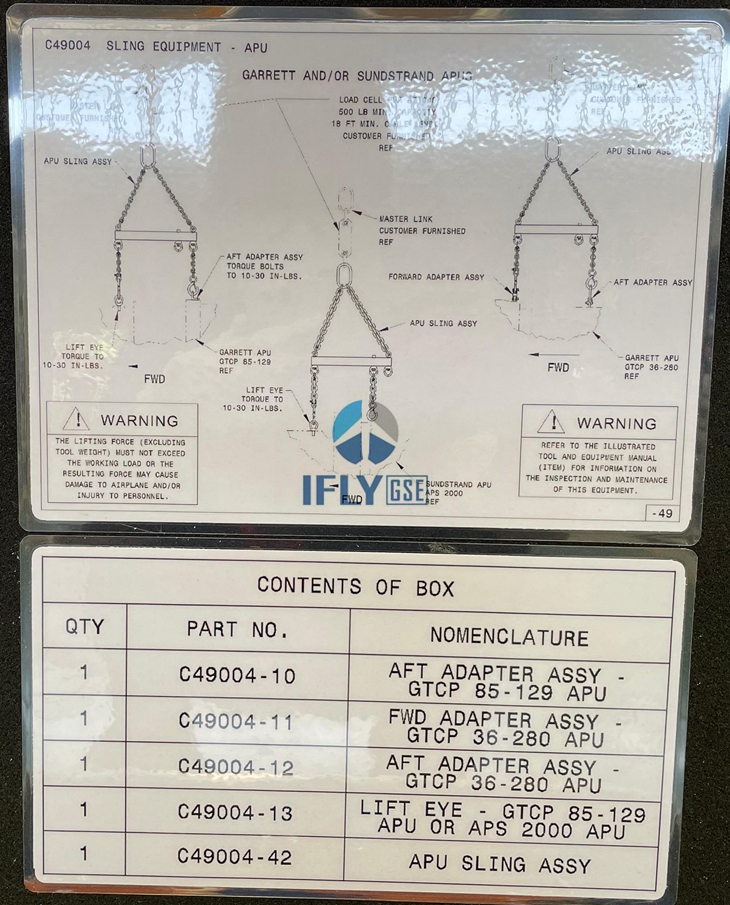 C49004 SLING EQUIPMENT - APU
GARRETT AND/OR SUNDSTRAND APUS
MASTER
CUSTOMER FURNISHED
APU SLING ASSY
AFT ADAPTER ASSY
TORQUE BOLTS
TO 10-30 IN-LBS.
LIFT EYE
TORQUE TO
10-30 IN-LBS.
FWD
GARRETT APU
GTCP 85-129
REF
LOAD CELL
500 LB MIN. CAPACITY
18 FT MIN.
CUSTOMER FURNISHED
REF
MASTER LINK
CUSTOMER FURNISHED
REF
APU SLING ASSY
LIFT EYE
TORQUE TO
10-30 IN-LBS.
FWD
SUNDSTRAND APU
APS 2000
REF
MASTER
CUSTOMER FURNISHED
REF
APU SLING ASSY
FORWARD ADAPTER ASSY
AFT ADAPTER ASSY
FWD
GARRETT APU
GTCP 36-280
REF
WARNING
THE LIFTING FORCE (EXCLUDING
TOOL WEIGHT) MUST NOT EXCEED
THE WORKING LOAD OR THE
RESULTING FORCE MAY CAUSE
DAMAGE TO AIRPLANE AND/OR
INJURY TO PERSONNEL.
WARNING
REFER TO THE ILLUSTRATED
TOOL AND EQUIPMENT MANUAL
(ITEM) FOR INFORMATION ON
THE INSPECTION AND MAINTENANCE
OF THIS EQUIPMENT.
-49
IFLY GSE
CONTENTS OF BOX
QTY PART NO. NOMENCLATURE
1 C49004-10 AFT ADAPTER ASSY -
GTCP 85-129 APU
1 C49004-11 FWD ADAPTER ASSY -
GTCP 36-280 APU
1 C49004-12 AFT ADAPTER ASSY -
GTCP 36-280 APU
1 C49004-13 LIFT EYE - GTCP 85-129
APU OR APS 2000 APU
1 C49004-42 APU SLING ASSY